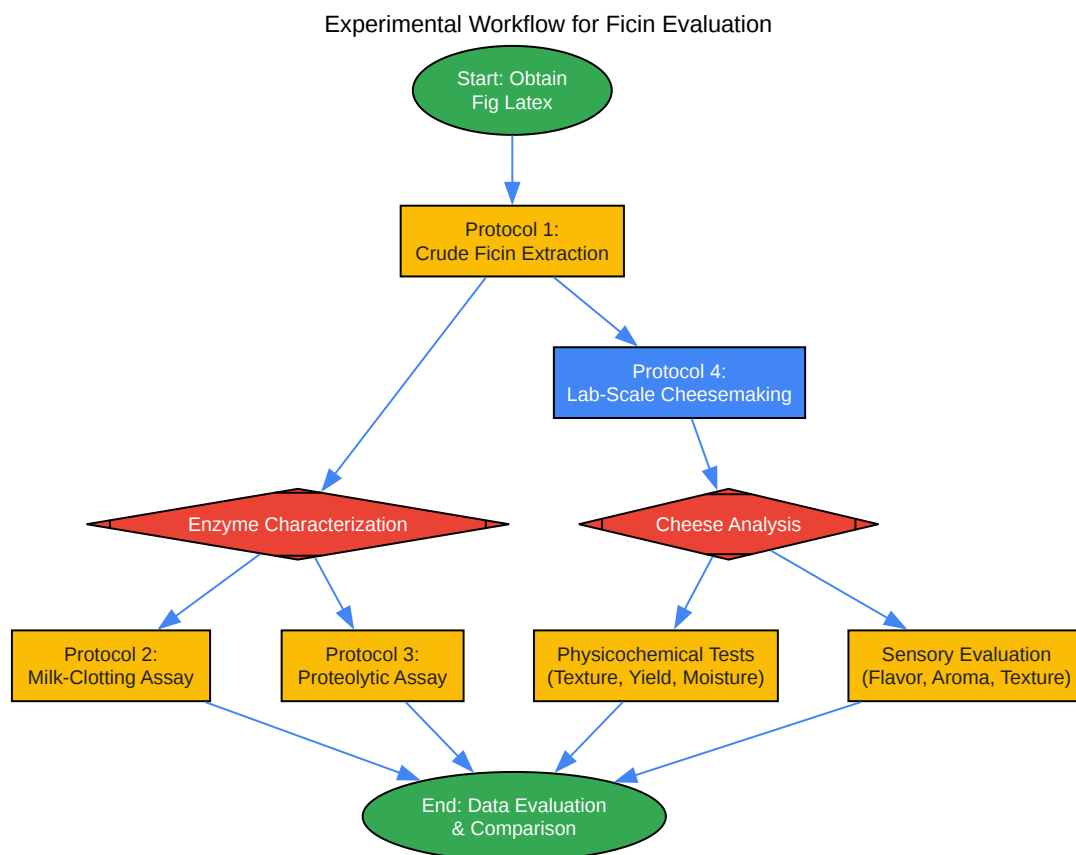 Experimental Workflow for Ficin Evaluation
Start: Obtain
Fig Latex
Protocol 1:
Crude Ficin Extraction
Protocol 4:
Lab-Scale Cheesemaking
Enzyme Characterization
Cheese Analysis
Protocol 2:
Milk-Clotting Assay
Protocol 3:
Proteolytic Assay
Physicochemical Tests
(Texture, Yield, Moisture)
Sensory Evaluation
(Flavor, Aroma, Texture)
End: Data Evaluation
& Comparison